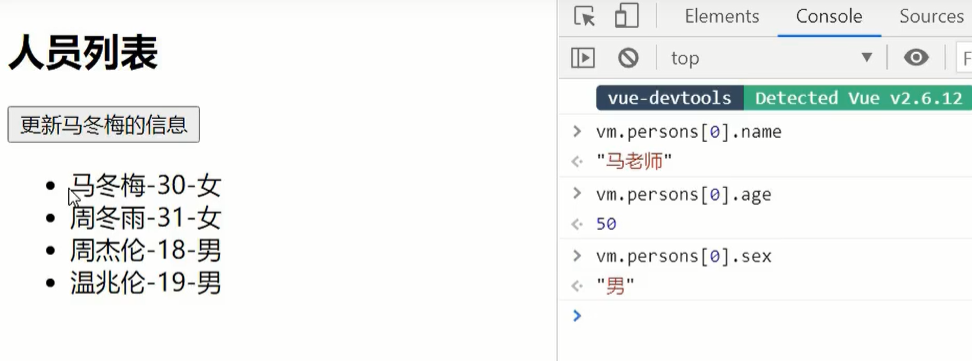 人员列表
更新马冬梅的信息
马冬梅-30-女
周冬雨-31-女
周杰伦-18-男
温兆伦-19-男
Elements Console Sources
top
vue-devtools Detected Vue v2.6.12
vm.persons[0].name
"马老师"
vm.persons[0].age
50
vm.persons[0].sex
"男"